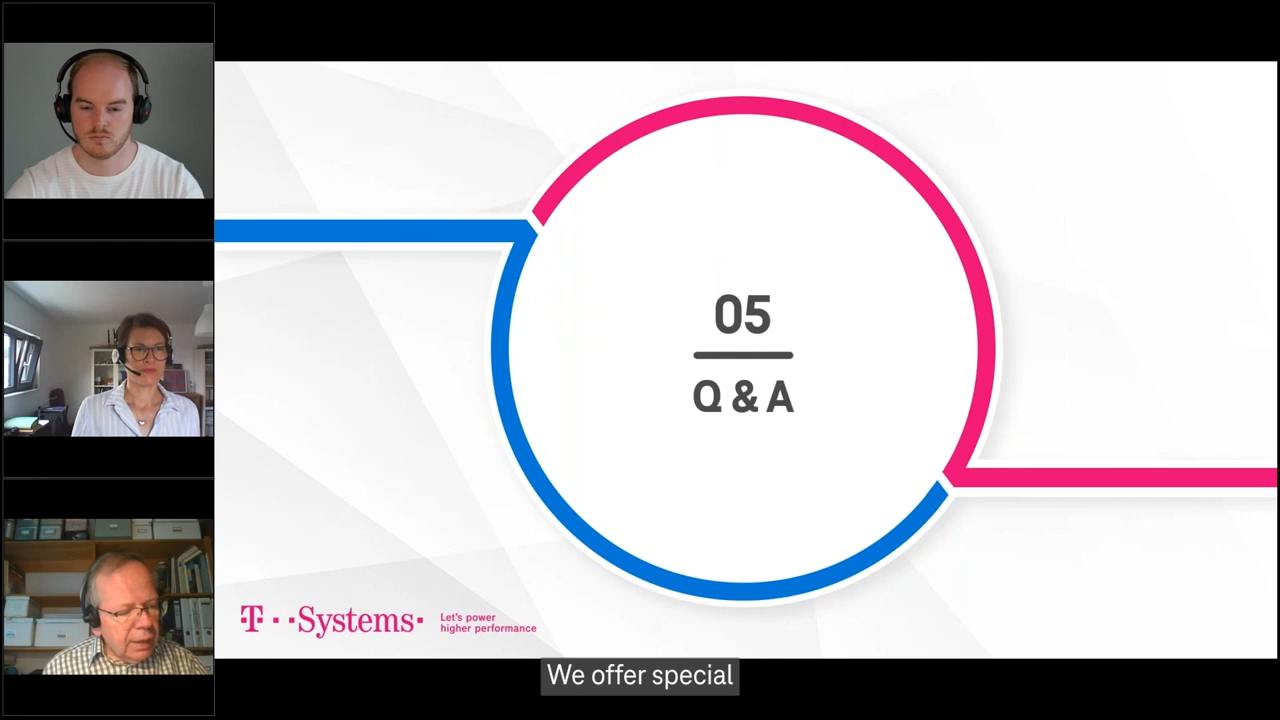 05
Q & A
T··Systems·
Let's power
higher performance
We offer special